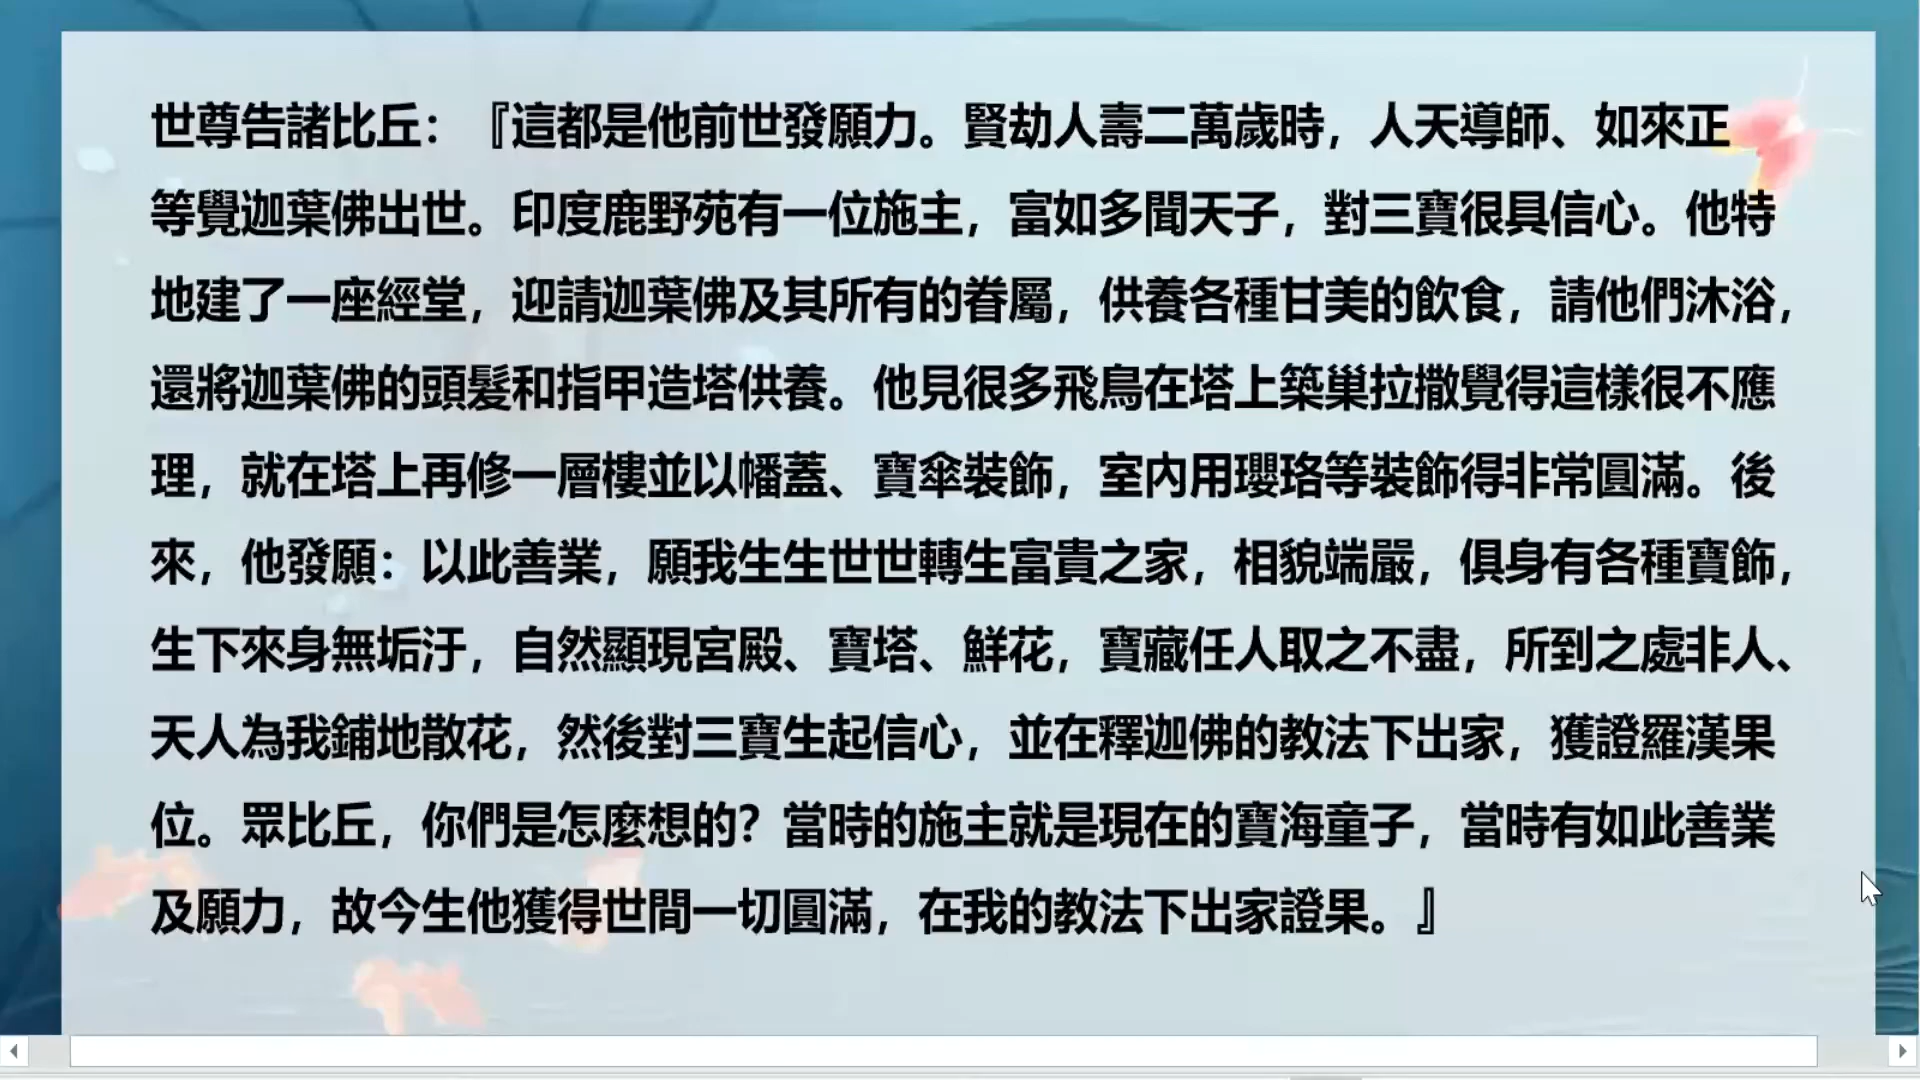 世尊告諸比丘：『這都是他前世發願力。賢劫人壽二萬歲時，人天導師、如來正
等覺迦葉佛出世。印度鹿野苑有一位施主，富如多聞天子，對三寶很具信心。他特
地建了一座經堂，迎請迦葉佛及其所有的眷屬，供養各種甘美的飲食，請他們沐浴，
還將迦葉佛的頭髮和指甲造塔供養。他見很多飛鳥在塔上築巢拉撒覺得這樣很不應
理，就在塔上再修一層樓並以幡蓋、寶傘裝飾，室內用瓔珞等裝飾得非常圓滿。後
來，他發願：以此善業，願我生生世世轉生富貴之家，相貌端嚴，俱身有各種寶飾，
生下來身無垢汙，自然顯現宮殿、寶塔、鮮花，寶藏任人取之不盡，所到之處非人、
天人為我鋪地散花，然後對三寶生起信心，並在釋迦佛的教法下出家，獲證羅漢果
位。眾比丘，你們是怎麼想的？當時的施主就是現在的寶海童子，當時有如此善業
及願力，故今生他獲得世間一切圓滿，在我的教法下出家證果。』